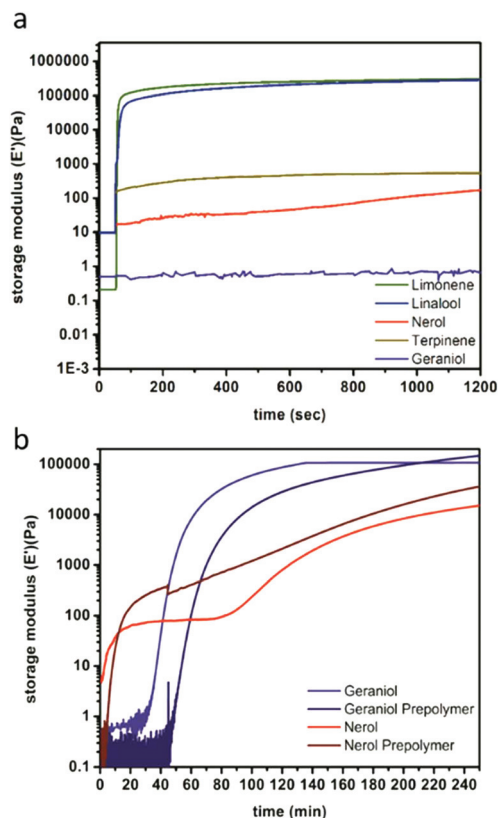 a
storage modulus (E')(Pa)
1000000
100000
10000
1000
100
10
1
0.1
0.01
1E-3
0 200 400 600 800 1000 1200
time (sec)
Limonene
Linalool
Nerol
Terpinene
Geraniol
b
storage modulus (E')(Pa)
100000
10000
1000
100
10
1
0.1
0 20 40 60 80 100 120 140 160 180 200 220 240
time (min)
Geraniol
Geraniol Prepolymer
Nerol
Nerol Prepolymer